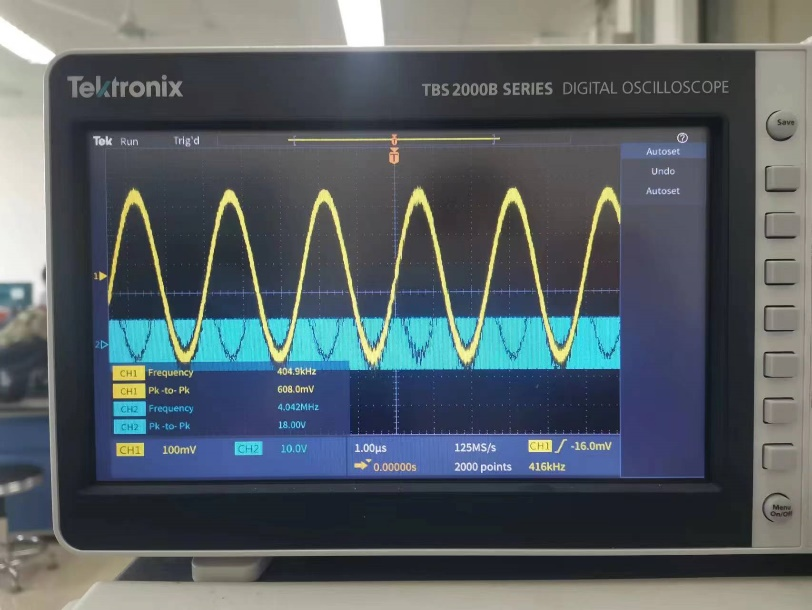 Tektronix
TBS 2000B SERIES DIGITAL OSCILLOSCOPE
Save
Tek Run Trig'd
T
Autoset
Undo
Autoset
1
2
CH1 Frequency 404.9kHz
CH1 Pk-to-Pk 608.0mV
CH2 Frequency 4.042MHz
CH2 Pk-to-Pk 18.00V
CH1 100mV CH2 10.0V 1.00µs 125MS/s CH1 -16.0mV
0.00000s 2000 points 416kHz
Menu
On/Off